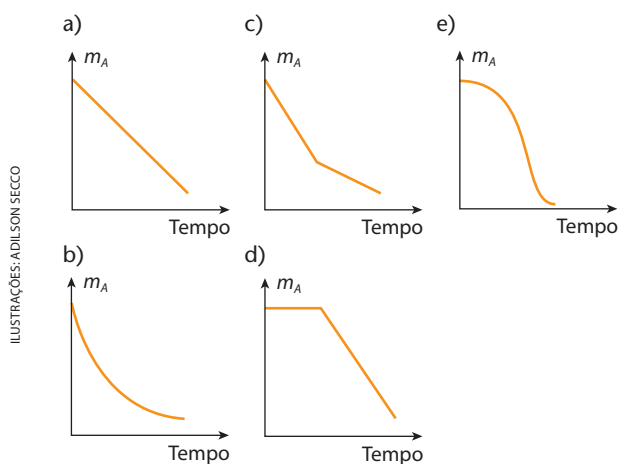 a)
m_A
Tempo
b)
m_A
Tempo
c)
m_A
Tempo
d)
m_A
Tempo
e)
m_A
Tempo
ILUSTRAÇÕES: ADILSON SECCO